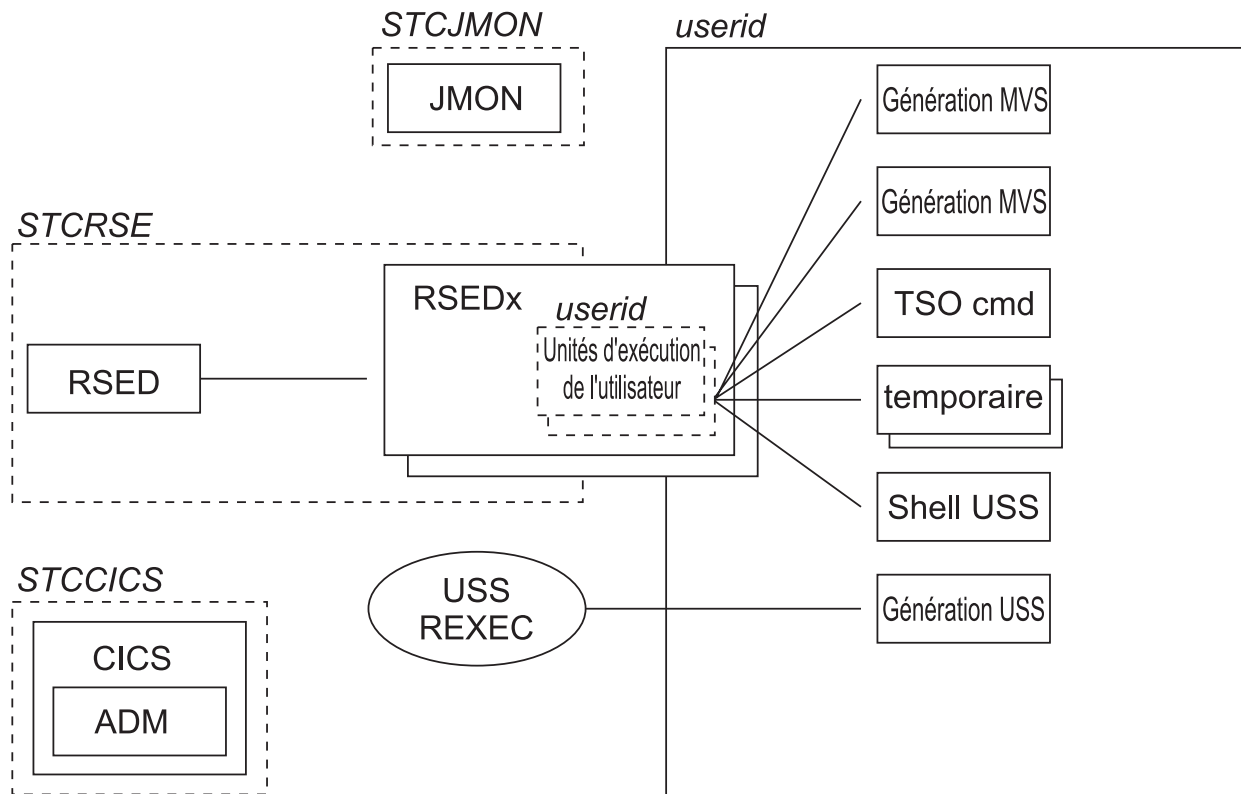 STCJMON
userid
JMON
Génération MVS
Génération MVS
STCRSE
RSEDx
userid
Unités d'exécution
de l'utilisateur
TSO cmd
RSED
temporaire
Shell USS
STCCICS
USS
REXEC
Génération USS
CICS
ADM